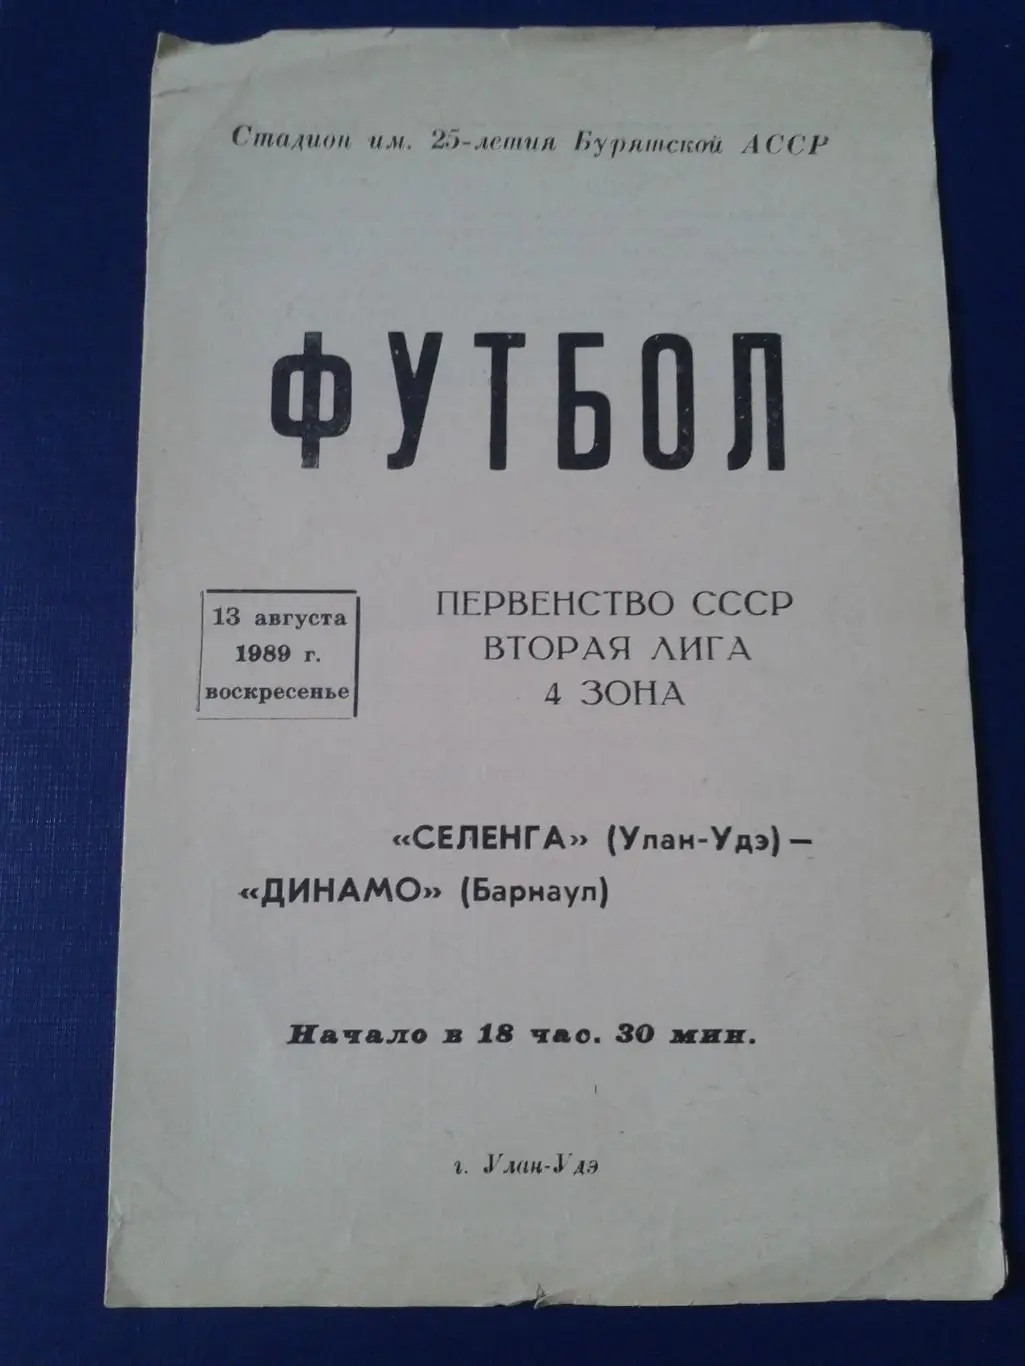 Стадион им. 25-летия Бурятской АССР
ФУТБОЛ
13 августа
1989 г.
воскресенье
ПЕРВЕНСТВО СССР
ВТОРАЯ ЛИГА
4 ЗОНА
«СЕЛЕНГА» (Улан-Удэ) —
«ДИНАМО» (Барнаул)
Начало в 18 час. 30 мин.
г. Улан-Удэ